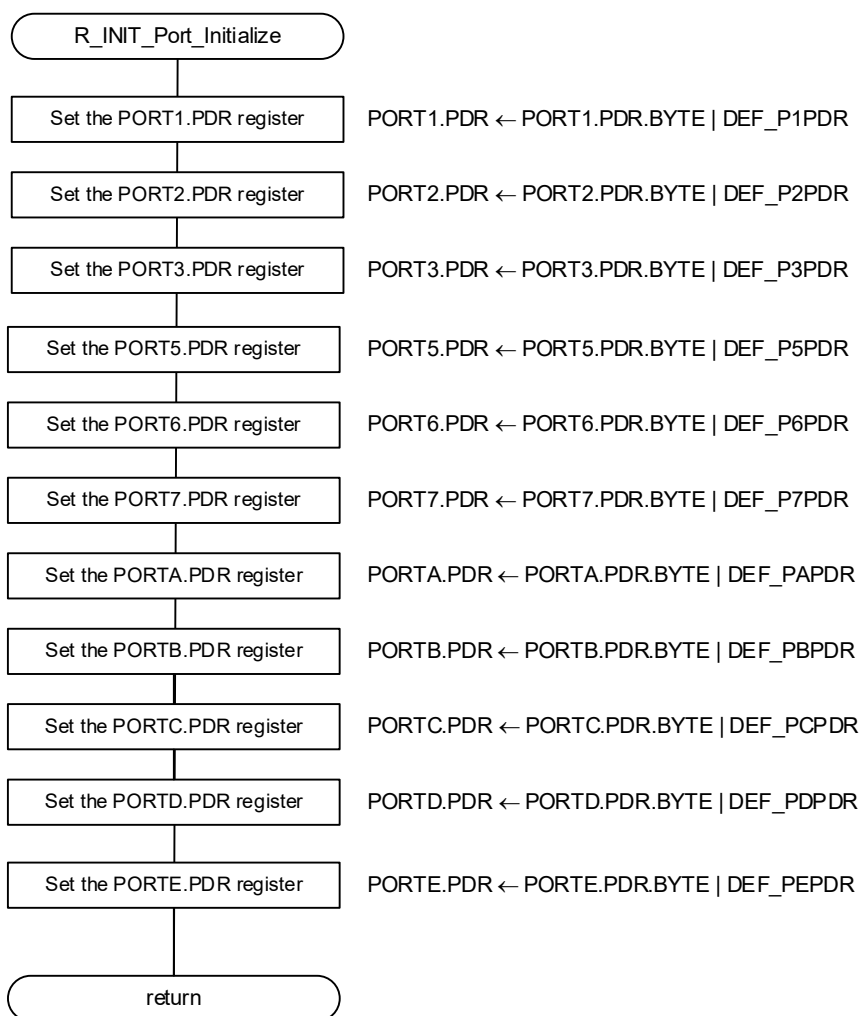 R_INIT_Port_Initialize
Set the PORT1.PDR register PORT1.PDR ← PORT1.PDR.BYTE | DEF_P1PDR
Set the PORT2.PDR register PORT2.PDR ← PORT2.PDR.BYTE | DEF_P2PDR
Set the PORT3.PDR register PORT3.PDR ← PORT3.PDR.BYTE | DEF_P3PDR
Set the PORT5.PDR register PORT5.PDR ← PORT5.PDR.BYTE | DEF_P5PDR
Set the PORT6.PDR register PORT6.PDR ← PORT6.PDR.BYTE | DEF_P6PDR
Set the PORT7.PDR register PORT7.PDR ← PORT7.PDR.BYTE | DEF_P7PDR
Set the PORTA.PDR register PORTA.PDR ← PORTA.PDR.BYTE | DEF_PAPDR
Set the PORTB.PDR register PORTB.PDR ← PORTB.PDR.BYTE | DEF_PBPDR
Set the PORTC.PDR register PORTC.PDR ← PORTC.PDR.BYTE | DEF_PCPDR
Set the PORTD.PDR register PORTD.PDR ← PORTD.PDR.BYTE | DEF_PDPDR
Set the PORTE.PDR register PORTE.PDR ← PORTE.PDR.BYTE | DEF_PEPDR
return